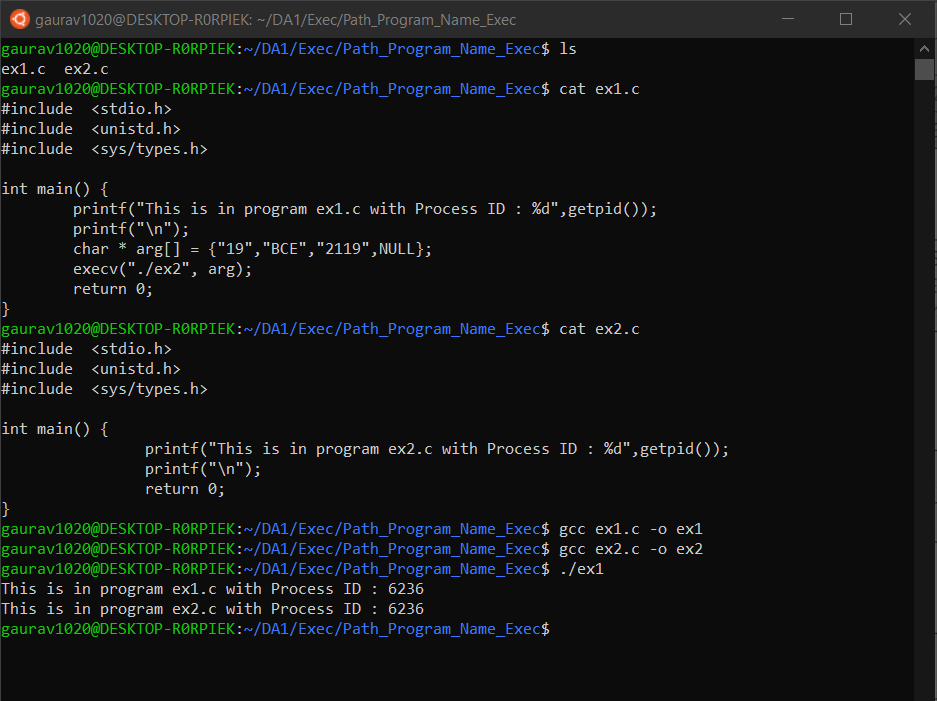 gaurav1020@DESKTOP-R0RPIEK: ~/DA1/Exec/Path_Program_Name_Exec
gaurav1020@DESKTOP-R0RPIEK:~/DA1/Exec/Path_Program_Name_Exec$ ls
ex1.c  ex2.c
gaurav1020@DESKTOP-R0RPIEK:~/DA1/Exec/Path_Program_Name_Exec$ cat ex1.c
#include  <stdio.h>
#include  <unistd.h>
#include  <sys/types.h>

int main() {
        printf("This is in program ex1.c with Process ID : %d",getpid());
        printf("\n");
        char * arg[] = {"19","BCE","2119",NULL};
        execv("./ex2", arg);
        return 0;
}
gaurav1020@DESKTOP-R0RPIEK:~/DA1/Exec/Path_Program_Name_Exec$ cat ex2.c
#include  <stdio.h>
#include  <unistd.h>
#include  <sys/types.h>

int main() {
                printf("This is in program ex2.c with Process ID : %d",getpid());
                printf("\n");
                return 0;
}
gaurav1020@DESKTOP-R0RPIEK:~/DA1/Exec/Path_Program_Name_Exec$ gcc ex1.c -o ex1
gaurav1020@DESKTOP-R0RPIEK:~/DA1/Exec/Path_Program_Name_Exec$ gcc ex2.c -o ex2
gaurav1020@DESKTOP-R0RPIEK:~/DA1/Exec/Path_Program_Name_Exec$ ./ex1
This is in program ex1.c with Process ID : 6236
This is in program ex2.c with Process ID : 6236
gaurav1020@DESKTOP-R0RPIEK:~/DA1/Exec/Path_Program_Name_Exec$